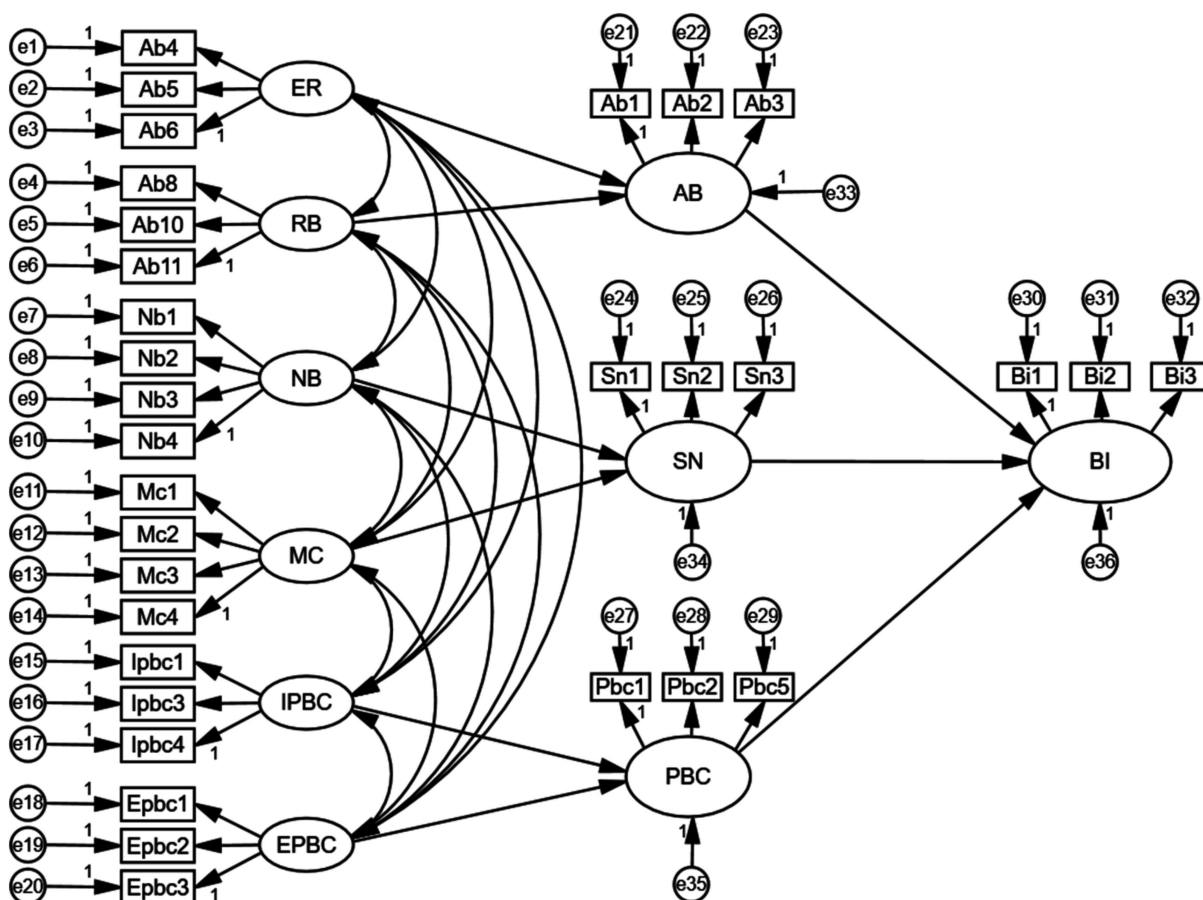 e1 1 Ab4
e2 1 Ab5 ER
e3 1 Ab6 1
e4 1 Ab8
e5 1 Ab10 RB
e6 1 Ab11 1
e7 1 Nb1
e8 1 Nb2 NB
e9 1 Nb3
e10 1 Nb4 1
e11 1 Mc1
e12 1 Mc2 MC
e13 1 Mc3
e14 1 Mc4 1
e15 1 Ipbc1
e16 1 Ipbc3 IPBC
e17 1 Ipbc4 1
e18 1 Epbc1
e19 1 Epbc2 EPBC
e20 1 Epbc3 1
e21 e22 e23
1 1 1
Ab1 Ab2 Ab3
1
AB 1 e33
e24 e25 e26
1 1 1
Sn1 Sn2 Sn3
1
SN
1
e34
e27 e28 e29
1 1 1
Pbc1 Pbc2 Pbc5
1
PBC
1
e35
e30 e31 e32
1 1 1
Bi1 Bi2 Bi3
1
BI
1
e36